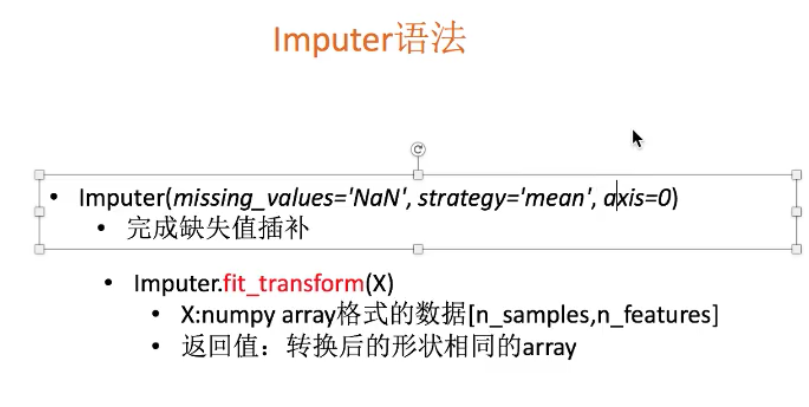 Imputer语法
• Imputer(missing_values='NaN', strategy='mean', axis=0)
• 完成缺失值插补
• Imputer.fit_transform(X)
• X:numpy array格式的数据[n_samples,n_features]
• 返回值：转换后的形状相同的array